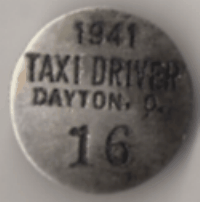 1941
TAXI DRIVER
DAYTON, O.
16